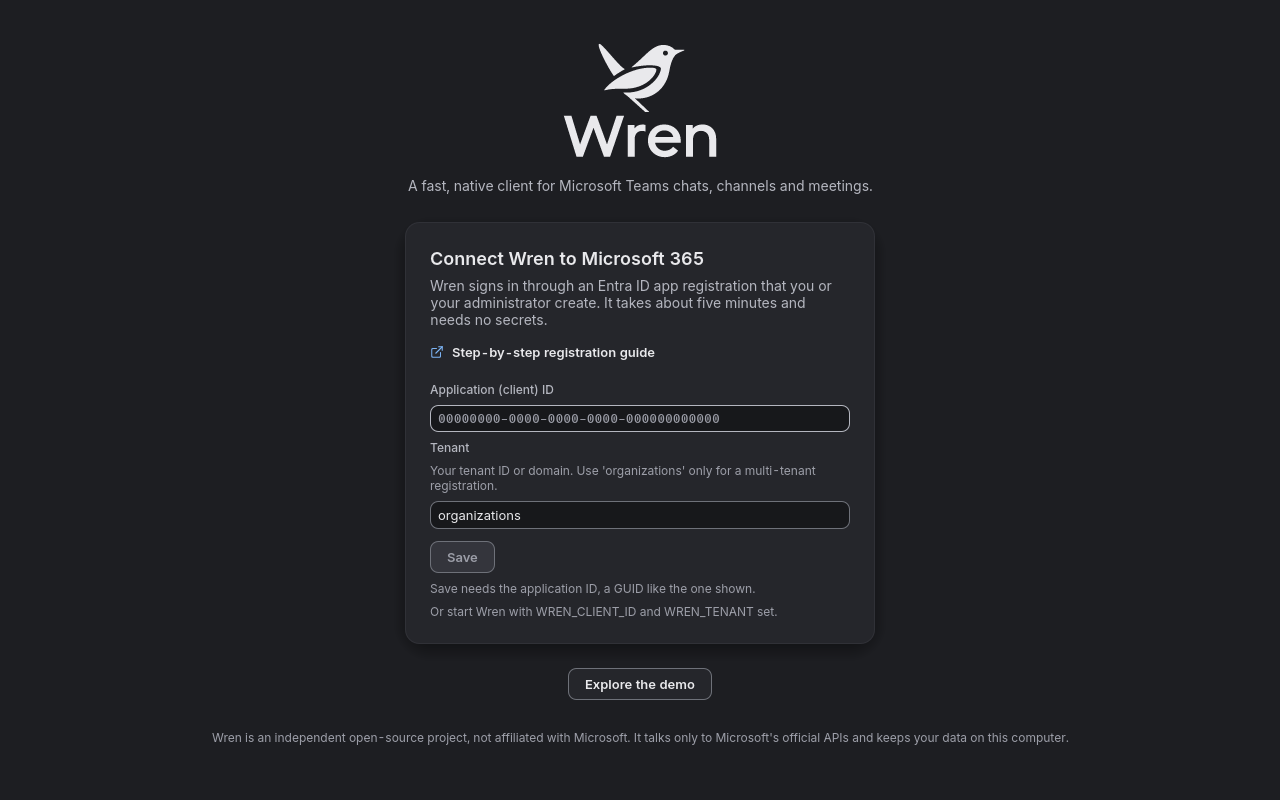 Wren
A fast, native client for Microsoft Teams chats, channels and meetings.
Connect Wren to Microsoft 365
Wren signs in through an Entra ID app registration that you or
your administrator create. It takes about five minutes and
needs no secrets.
Step-by-step registration guide
Application (client) ID
00000000-0000-0000-0000-000000000000
Tenant
Your tenant ID or domain. Use 'organizations' only for a multi-tenant
registration.
organizations
Save
Save needs the application ID, a GUID like the one shown.
Or start Wren with WREN_CLIENT_ID and WREN_TENANT set.
Explore the demo
Wren is an independent open-source project, not affiliated with Microsoft. It talks only to Microsoft's official APIs and keeps your data on this computer.